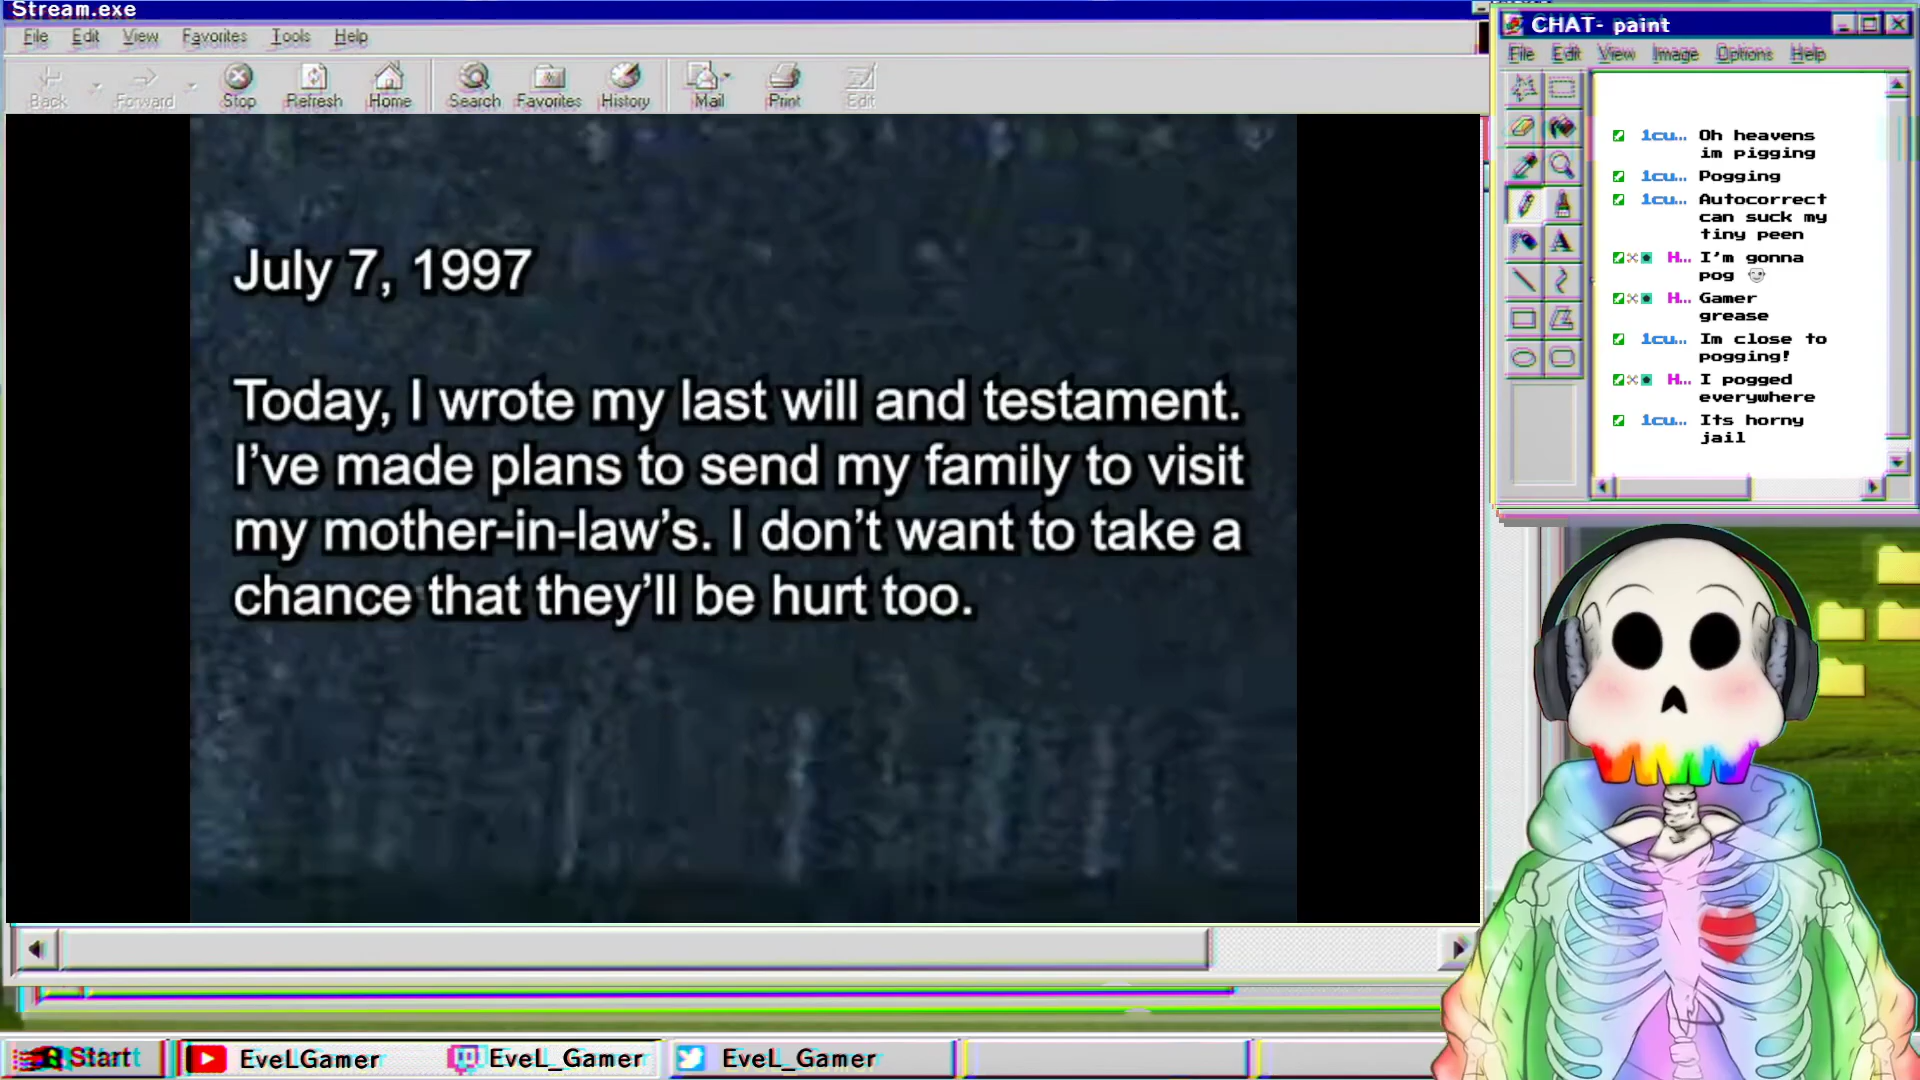 Stream.exe
File Edit View Favorites Tools Help
Back Forward Stop Refresh Home Search Favorites History Mail Print Edit
July 7, 1997
Today, I wrote my last will and testament.
I've made plans to send my family to visit
my mother-in-law's. I don't want to take a
chance that they'll be hurt too.
CHAT- paint
File Edit View Image Options Help
1cu... Oh heavens
im pigging
1cu... Pogging
1cu... Autocorrect
can suck my
tiny peen
H... I'm gonna
pog
H... Gamer
grease
1cu... Im close to
pogging!
H... I pogged
everywhere
1cu... Its horny
jail
Start EveLGamer EveL_Gamer EveL_Gamer